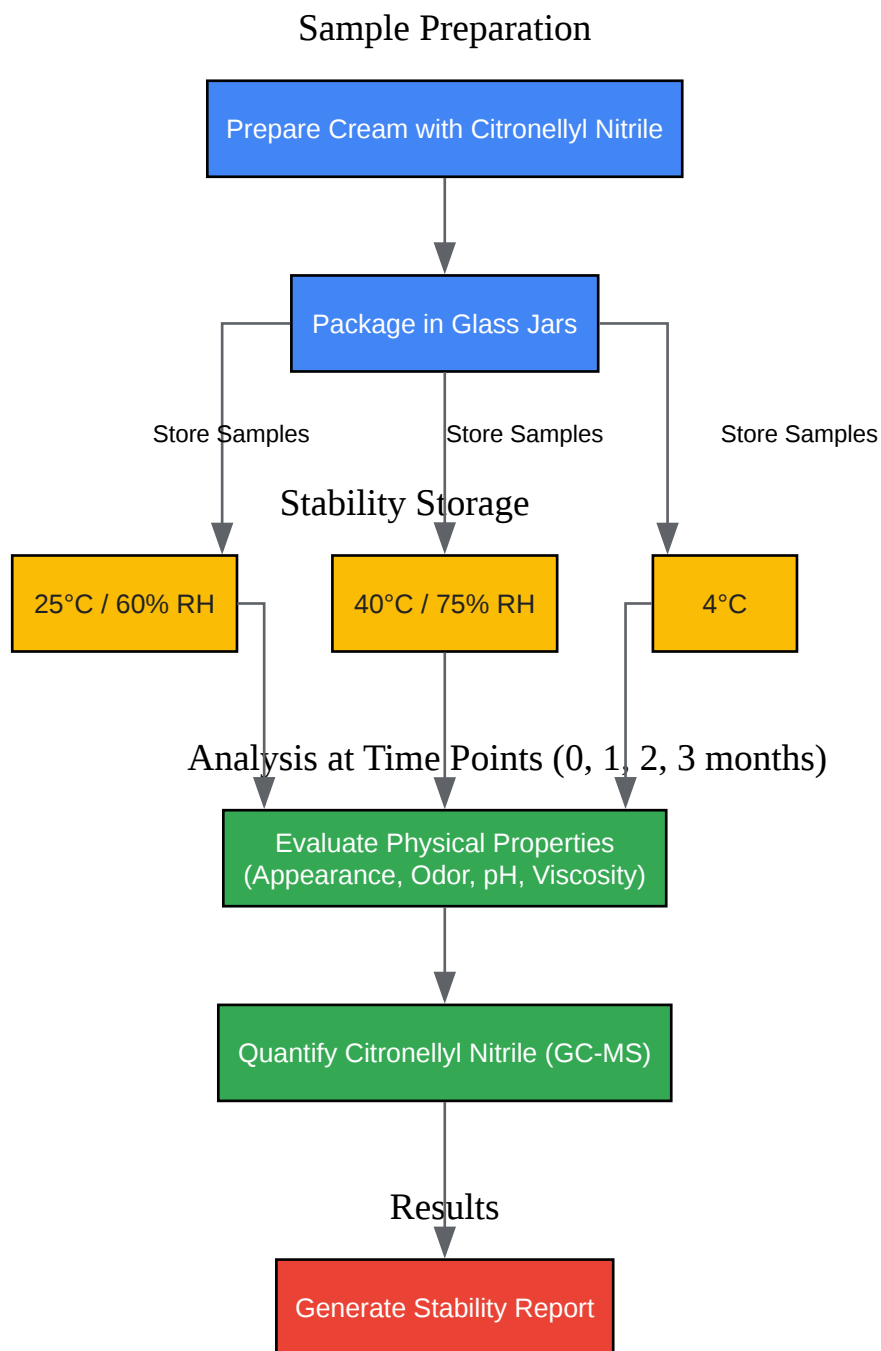 Sample Preparation
Prepare Cream with Citronellyl Nitrile
Package in Glass Jars
Store Samples
Store Samples
Store Samples
Stability Storage
25°C / 60% RH
40°C / 75% RH
4°C
Analysis at Time Points (0, 1, 2, 3 months)
Evaluate Physical Properties
(Appearance, Odor, pH, Viscosity)
Quantify Citronellyl Nitrile (GC-MS)
Results
Generate Stability Report